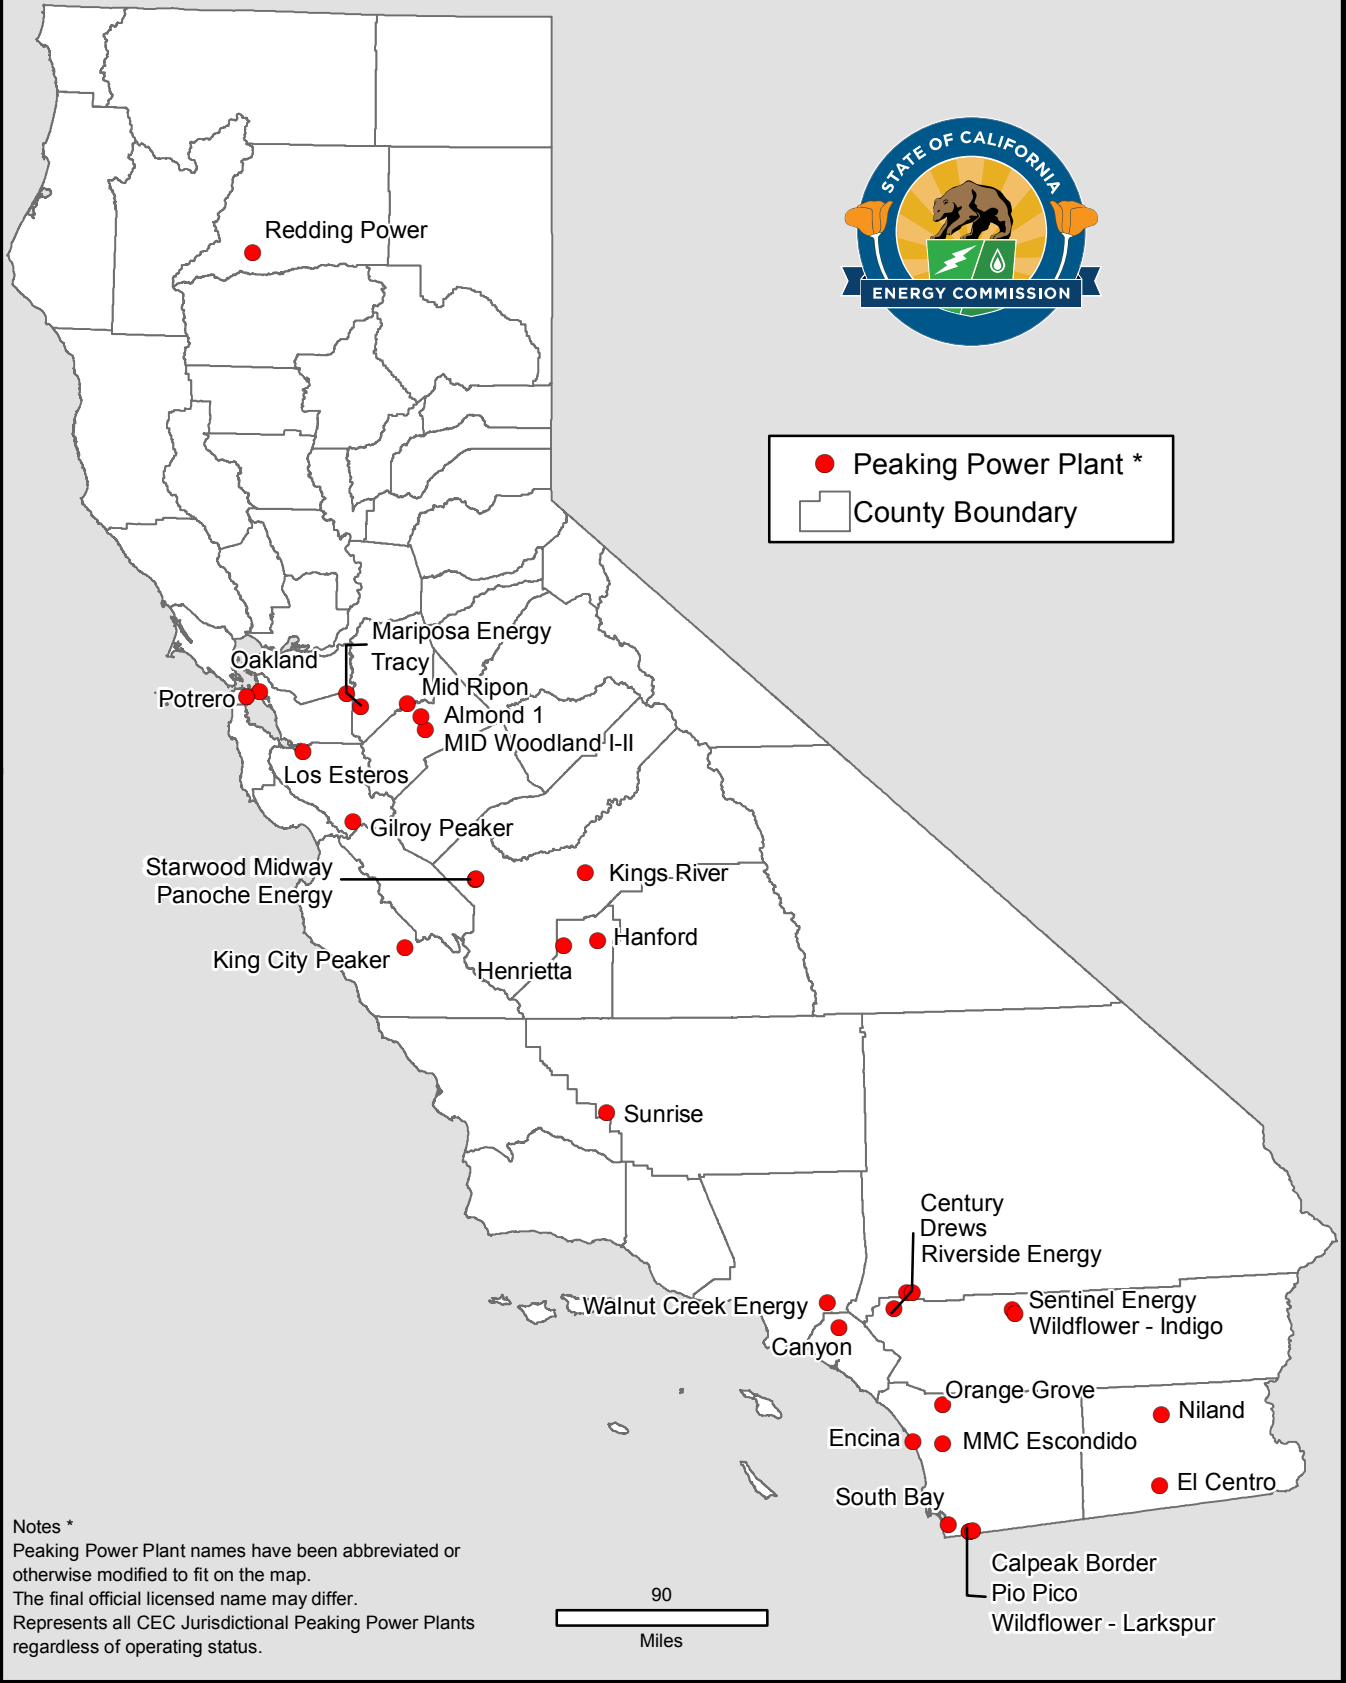 STATE OF CALIFORNIA
ENERGY COMMISSION
Redding Power
Peaking Power Plant *
County Boundary
Mariposa Energy
Oakland
Tracy
Potrero
Mid Ripon
Almond 1
MID Woodland I-II
Los Esteros
Gilroy Peaker
Starwood Midway
Panoche Energy
Kings River
King City Peaker
Henrietta
Hanford
Sunrise
Century
Drews
Riverside Energy
Walnut Creek Energy
Sentinel Energy
Wildflower - Indigo
Canyon
Orange Grove
Niland
Encina
MMC Escondido
El Centro
South Bay
Calpeak Border
Pio Pico
Wildflower - Larkspur
Notes *
Peaking Power Plant names have been abbreviated or
otherwise modified to fit on the map.
The final official licensed name may differ.
Represents all CEC Jurisdictional Peaking Power Plants
regardless of operating status.
90
Miles